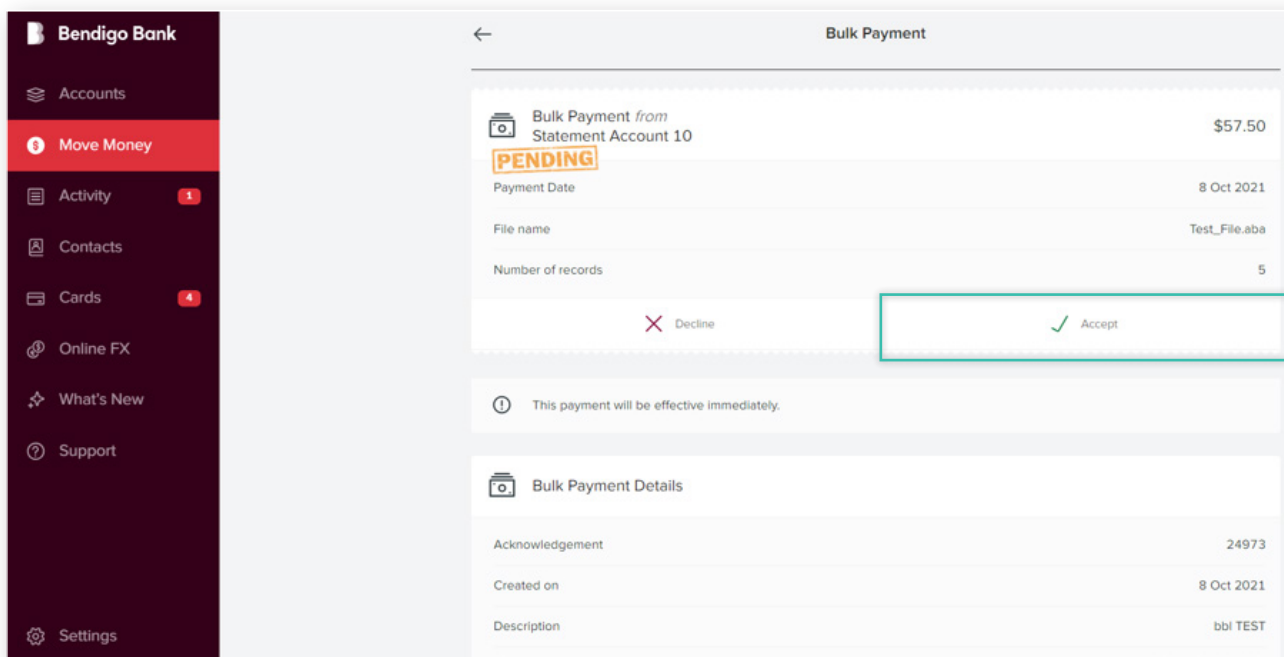 Bendigo Bank
Accounts
Move Money
Activity 1
Contacts
Cards 4
Online FX
What's New
Support
Settings
Bulk Payment
Bulk Payment from
Statement Account 10
$57.50
PENDING
Payment Date 8 Oct 2021
File name Test_File.aba
Number of records 5
Decline Accept
This payment will be effective immediately.
Bulk Payment Details
Acknowledgement 24973
Created on 8 Oct 2021
Description bbl TEST